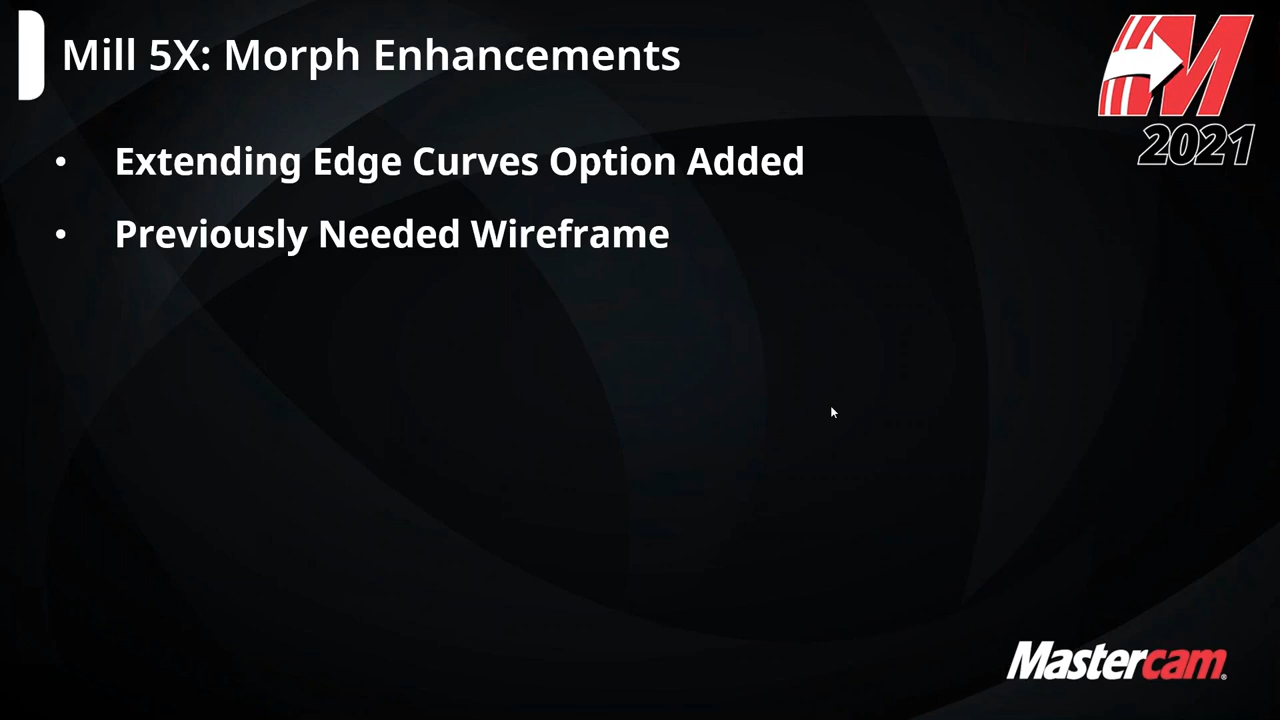 Mill 5X: Morph Enhancements
M
2021
• Extending Edge Curves Option Added
• Previously Needed Wireframe
Mastercam®